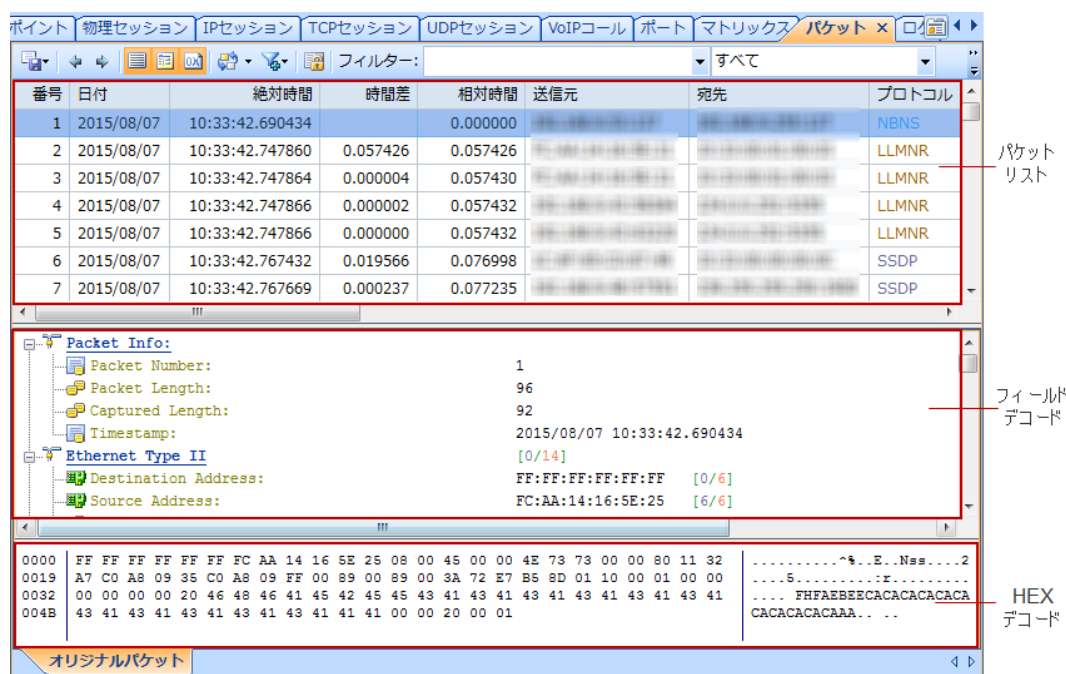 ポイント 物理セッション IPセッション TCPセッション UDPセッション VoIPコール ポート マトリックス パケット × ログ
フィルター: すべて
番号 日付 絶対時間 時間差 相対時間 送信元 宛先 プロトコル
1 2015/08/07 10:33:42.690434 0.000000 NBNS
2 2015/08/07 10:33:42.747860 0.057426 0.057426 LLMNR
3 2015/08/07 10:33:42.747864 0.000004 0.057430 LLMNR
4 2015/08/07 10:33:42.747866 0.000002 0.057432 LLMNR
5 2015/08/07 10:33:42.747866 0.000000 0.057432 LLMNR
6 2015/08/07 10:33:42.767432 0.019566 0.076998 SSDP
7 2015/08/07 10:33:42.767669 0.000237 0.077235 SSDP
パケット
リスト
Packet Info:
Packet Number: 1
Packet Length: 96
Captured Length: 92
Timestamp: 2015/08/07 10:33:42.690434
Ethernet Type II [0/14]
Destination Address: FF:FF:FF:FF:FF:FF [0/6]
Source Address: FC:AA:14:16:5E:25 [6/6]
フィールド
デコード
0000 FF FF FF FF FF FF FC AA 14 16 5E 25 08 00 45 00 00 4E 73 73 00 00 80 11 32 ..........^%..E..Nss....2
0019 A7 C0 A8 09 35 C0 A8 09 FF 00 89 00 89 00 3A 72 E7 B5 8D 01 10 00 01 00 00 ....5.........:r.........
0032 00 00 00 00 20 46 48 46 41 45 42 45 45 43 41 43 41 43 41 43 41 43 41 43 41 .... FHFAEBEECACACACACACA
004B 43 41 43 41 43 41 43 41 43 41 41 41 00 00 20 00 01 CACACACACAAA.. ..
HEX
デコード
オリジナルパケット